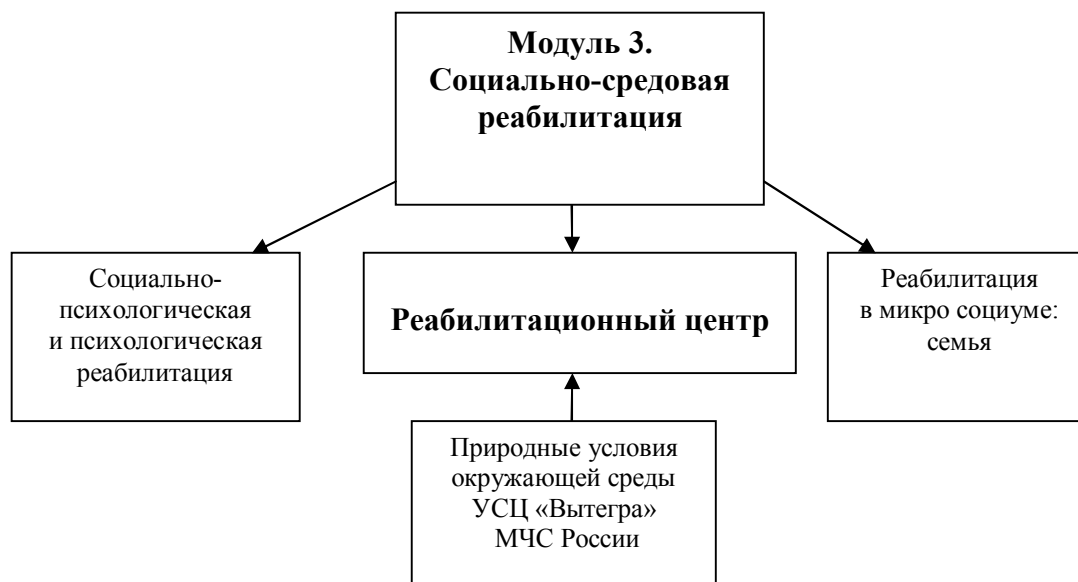 Модуль 3.
Социально-средовая
реабилитация
Социально-
психологическая
и психологическая
реабилитация
Реабилитационный центр
Реабилитация
в микро социуме:
семья
Природные условия
окружающей среды
УСЦ «Вытегра»
МЧС России